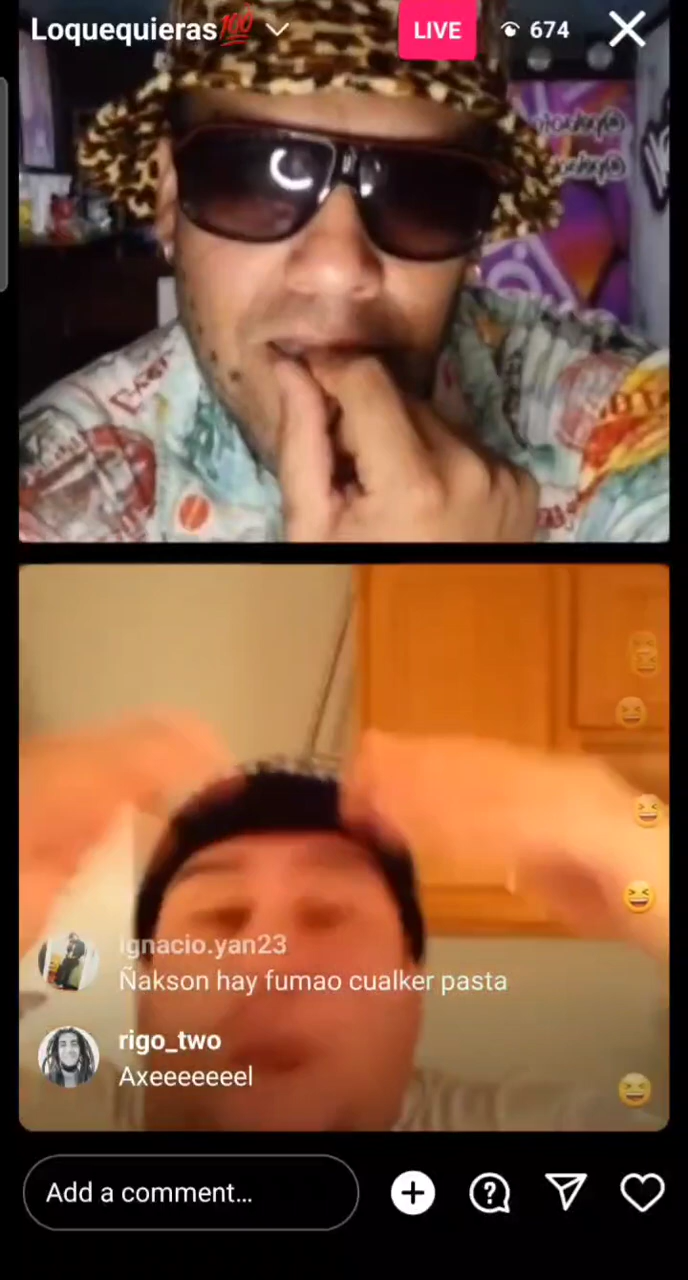 Loquequieras💯
LIVE
674
ignacio.yan23
Ñakson hay fumao cualker pasta
rigo_two
Axeeeeeeel
Add a comment...